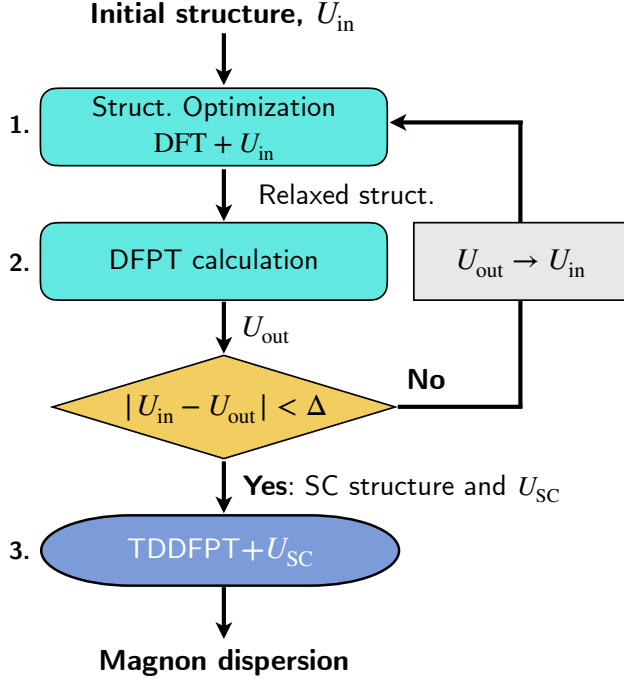 Initial structure, U_in
1.
Struct. Optimization
DFT + U_in
Relaxed struct.
2.
DFPT calculation
U_out → U_in
U_out
|U_in − U_out| < Δ
No
Yes: SC structure and U_SC
3.
TDDFPT+U_SC
Magnon dispersion